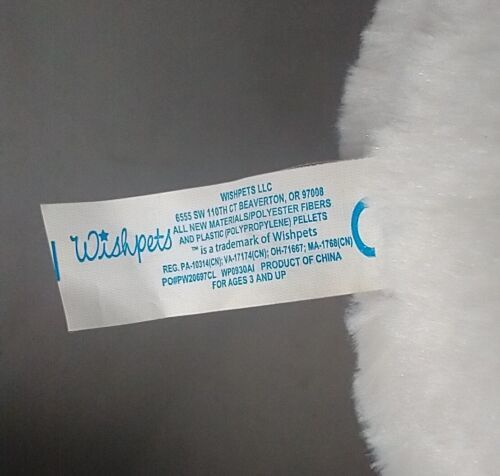 Wishpets
WISHPETS LLC
6555 SW 110TH CT BEAVERTON, OR 97008
ALL NEW MATERIALS/POLYESTER FIBERS
AND PLASTIC (POLYPROPYLENE) PELLETS
™ is a trademark of Wishpets
REG. PA-10314(CN); VA-17174(CN); OH-71667; MA-1768(CN)
PO#PW20697CL WP0930AI PRODUCT OF CHINA
FOR AGES 3 AND UP